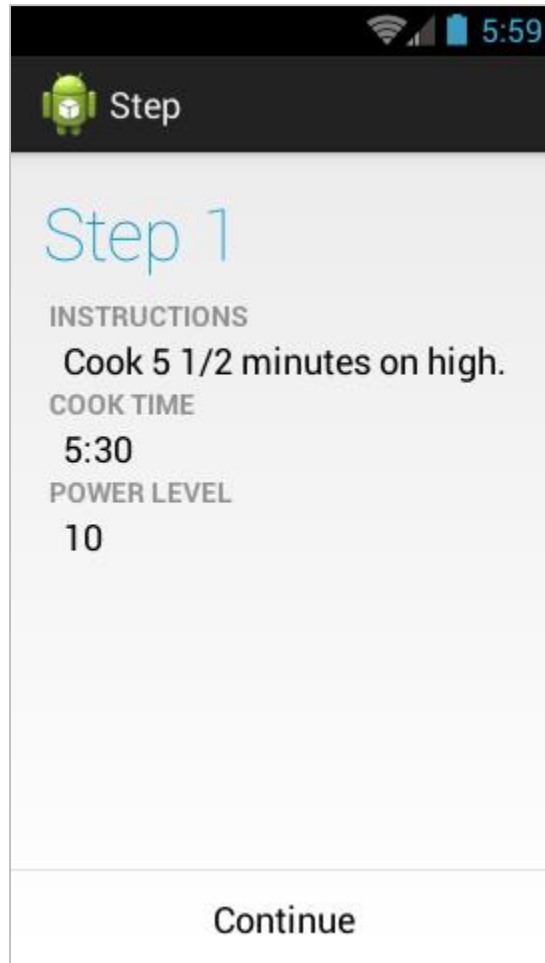 5:59
Step
Step 1
INSTRUCTIONS
Cook 5 1/2 minutes on high.
COOK TIME
5:30
POWER LEVEL
10
Continue